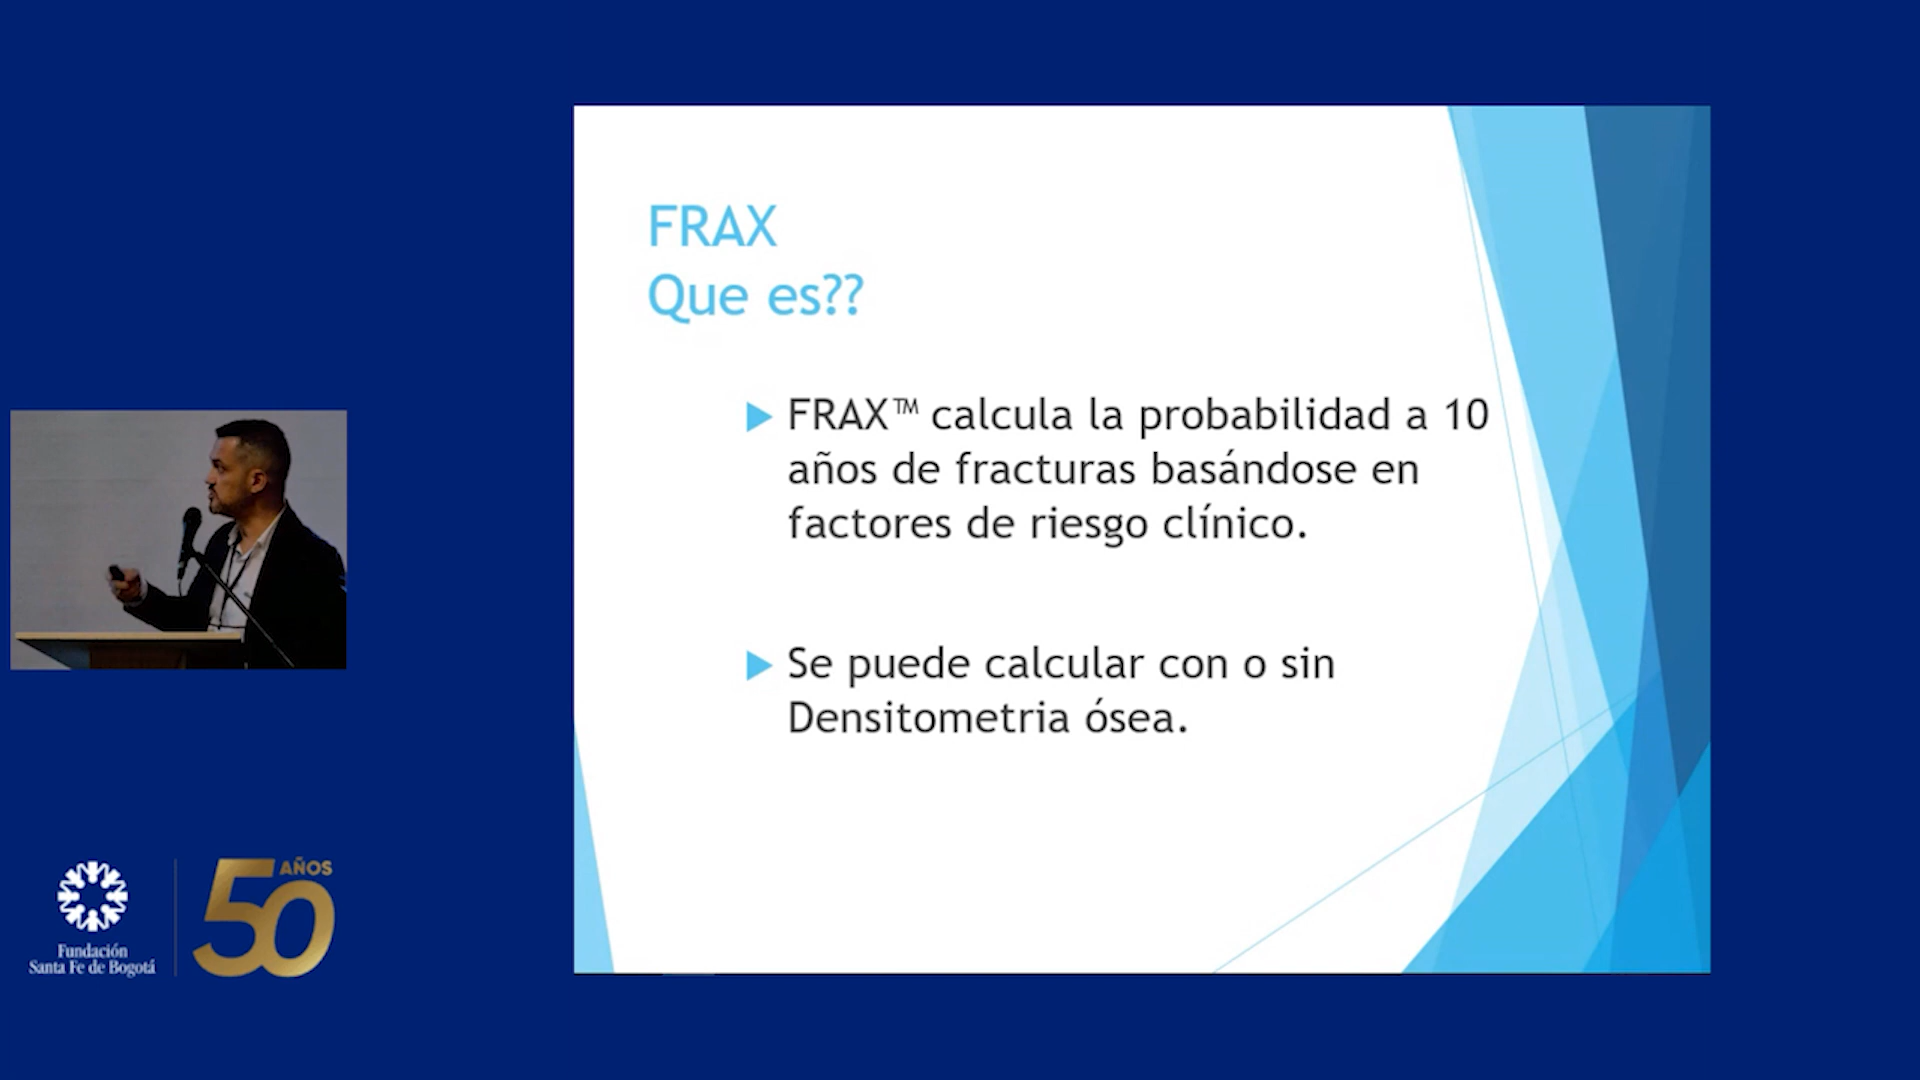 FRAX
Que es??
FRAX™ calcula la probabilidad a 10
años de fracturas basándose en
factores de riesgo clínico.
Se puede calcular con o sin
Densitometria ósea.
Fundación
Santa Fe de Bogotá
50 AÑOS